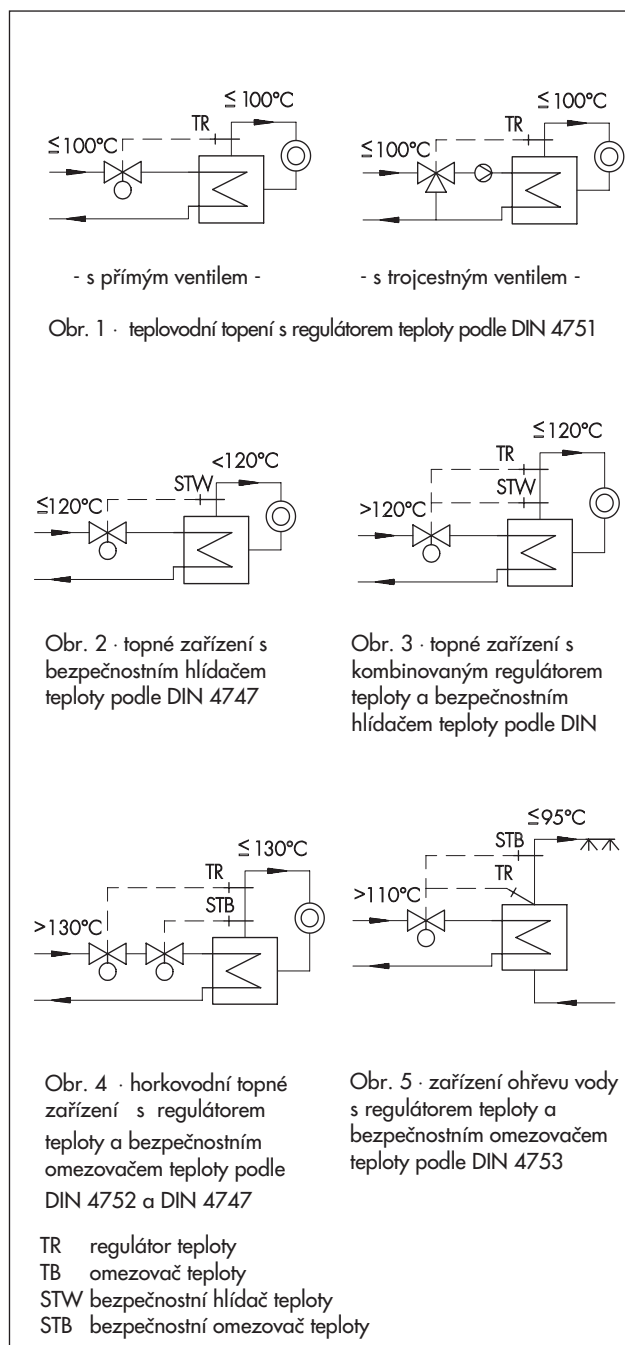 ≤ 100°C
TR
≤100°C
≤ 100°C
TR
≤100°C
- s přímým ventilem -
- s trojcestným ventilem -
Obr. 1 · teplovodní topení s regulátorem teploty podle DIN 4751
<120°C
STW
≤120°C
≤120°C
TR
STW
>120°C
Obr. 2 · topné zařízení s
bezpečnostním hlídačem
teploty podle DIN 4747
Obr. 3 · topné zařízení s
kombinovaným regulátorem
teploty a bezpečnostním
hlídačem teploty podle DIN
≤130°C
TR
STB
>130°C
≤95°C
STB
TR
>110°C
Obr. 4 · horkovodní topné
zařízení s regulátorem
teploty a bezpečnostním
omezovačem teploty podle
DIN 4752 a DIN 4747
Obr. 5 · zařízení ohřevu vody
s regulátorem teploty a
bezpečnostním omezovačem
teploty podle DIN 4753
TR regulátor teploty
TB omezovač teploty
STW bezpečnostní hlídač teploty
STB bezpečnostní omezovač teploty